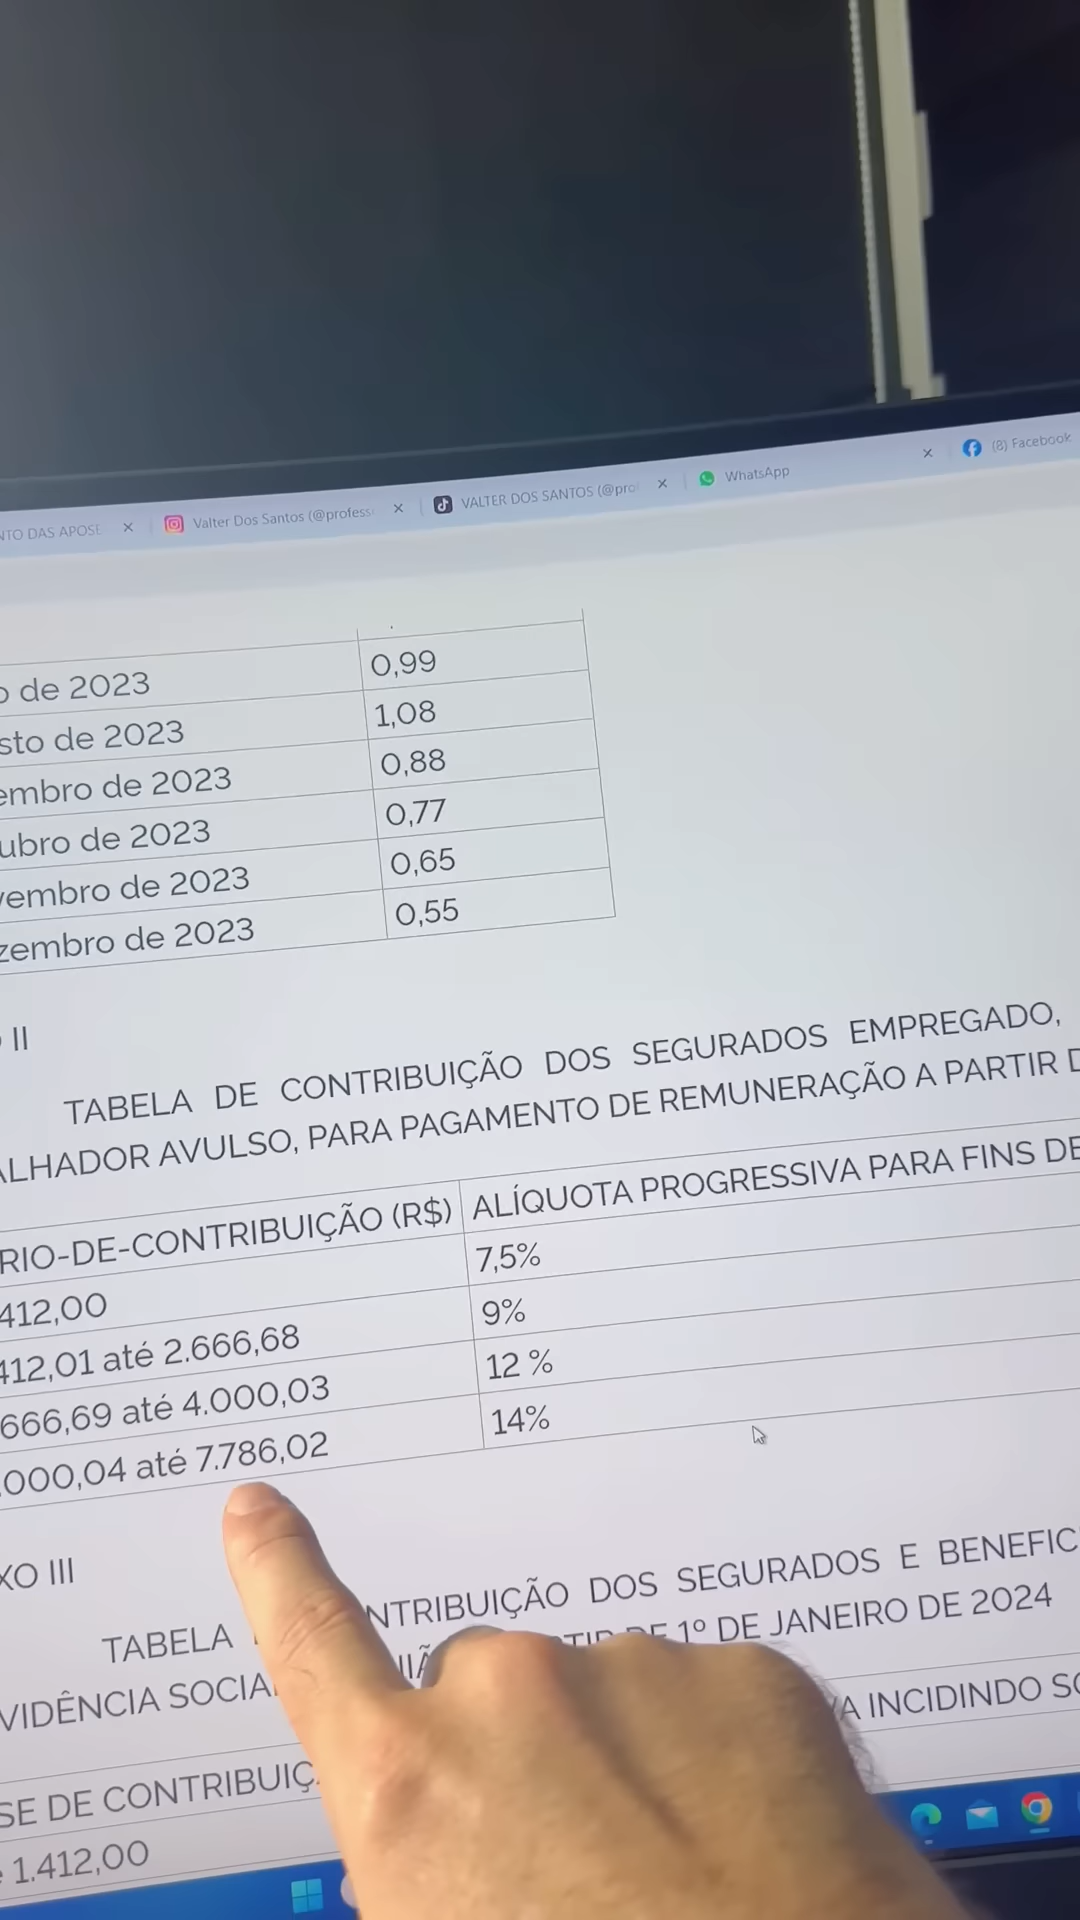 NTO DAS APOSE
Valter Dos Santos (@profess
VALTER DOS SANTOS (@pro
WhatsApp
(8) Facebook
o de 2023 0,99
sto de 2023 1,08
embro de 2023 0,88
ubro de 2023 0,77
vembro de 2023 0,65
zembro de 2023 0,55
II
TABELA DE CONTRIBUIÇÃO DOS SEGURADOS EMPREGADO,
ALHADOR AVULSO, PARA PAGAMENTO DE REMUNERAÇÃO A PARTIR D
RIO-DE-CONTRIBUIÇÃO (R$) ALÍQUOTA PROGRESSIVA PARA FINS DE
412,00 7,5%
412,01 até 2.666,68 9%
666,69 até 4.000,03 12 %
.000,04 até 7.786,02 14%
XO III
TABELA NTRIBUIÇÃO DOS SEGURADOS E BENEFIC
VIDÊNCIA SOCIA 1º DE JANEIRO DE 2024
A INCIDINDO SO
SE DE CONTRIBUIÇ
1.412,00